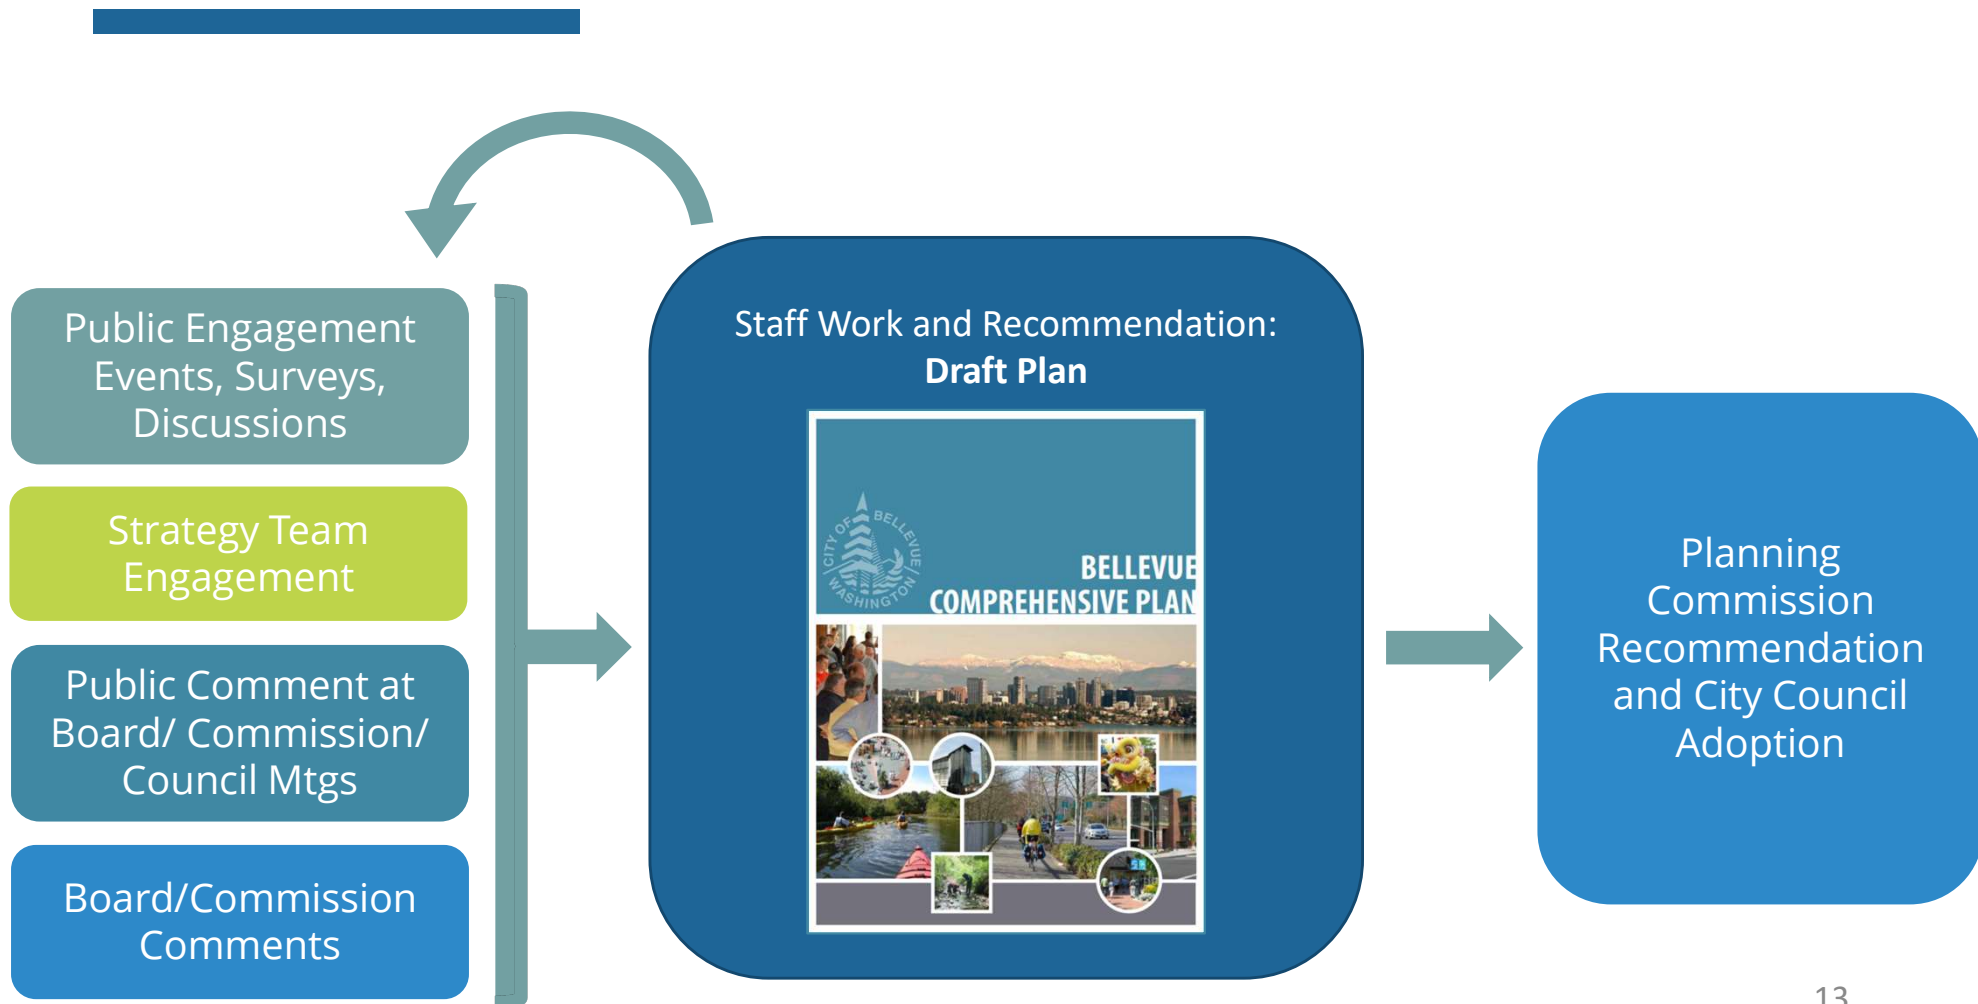 Public Engagement
Events, Surveys,
Discussions
Strategy Team
Engagement
Public Comment at
Board/ Commission/
Council Mtgs
Board/Commission
Comments
Staff Work and Recommendation:
Draft Plan
CITY OF BELLEVUE
WASHINGTON
BELLEVUE
COMPREHENSIVE PLAN
Planning
Commission
Recommendation
and City Council
Adoption
13